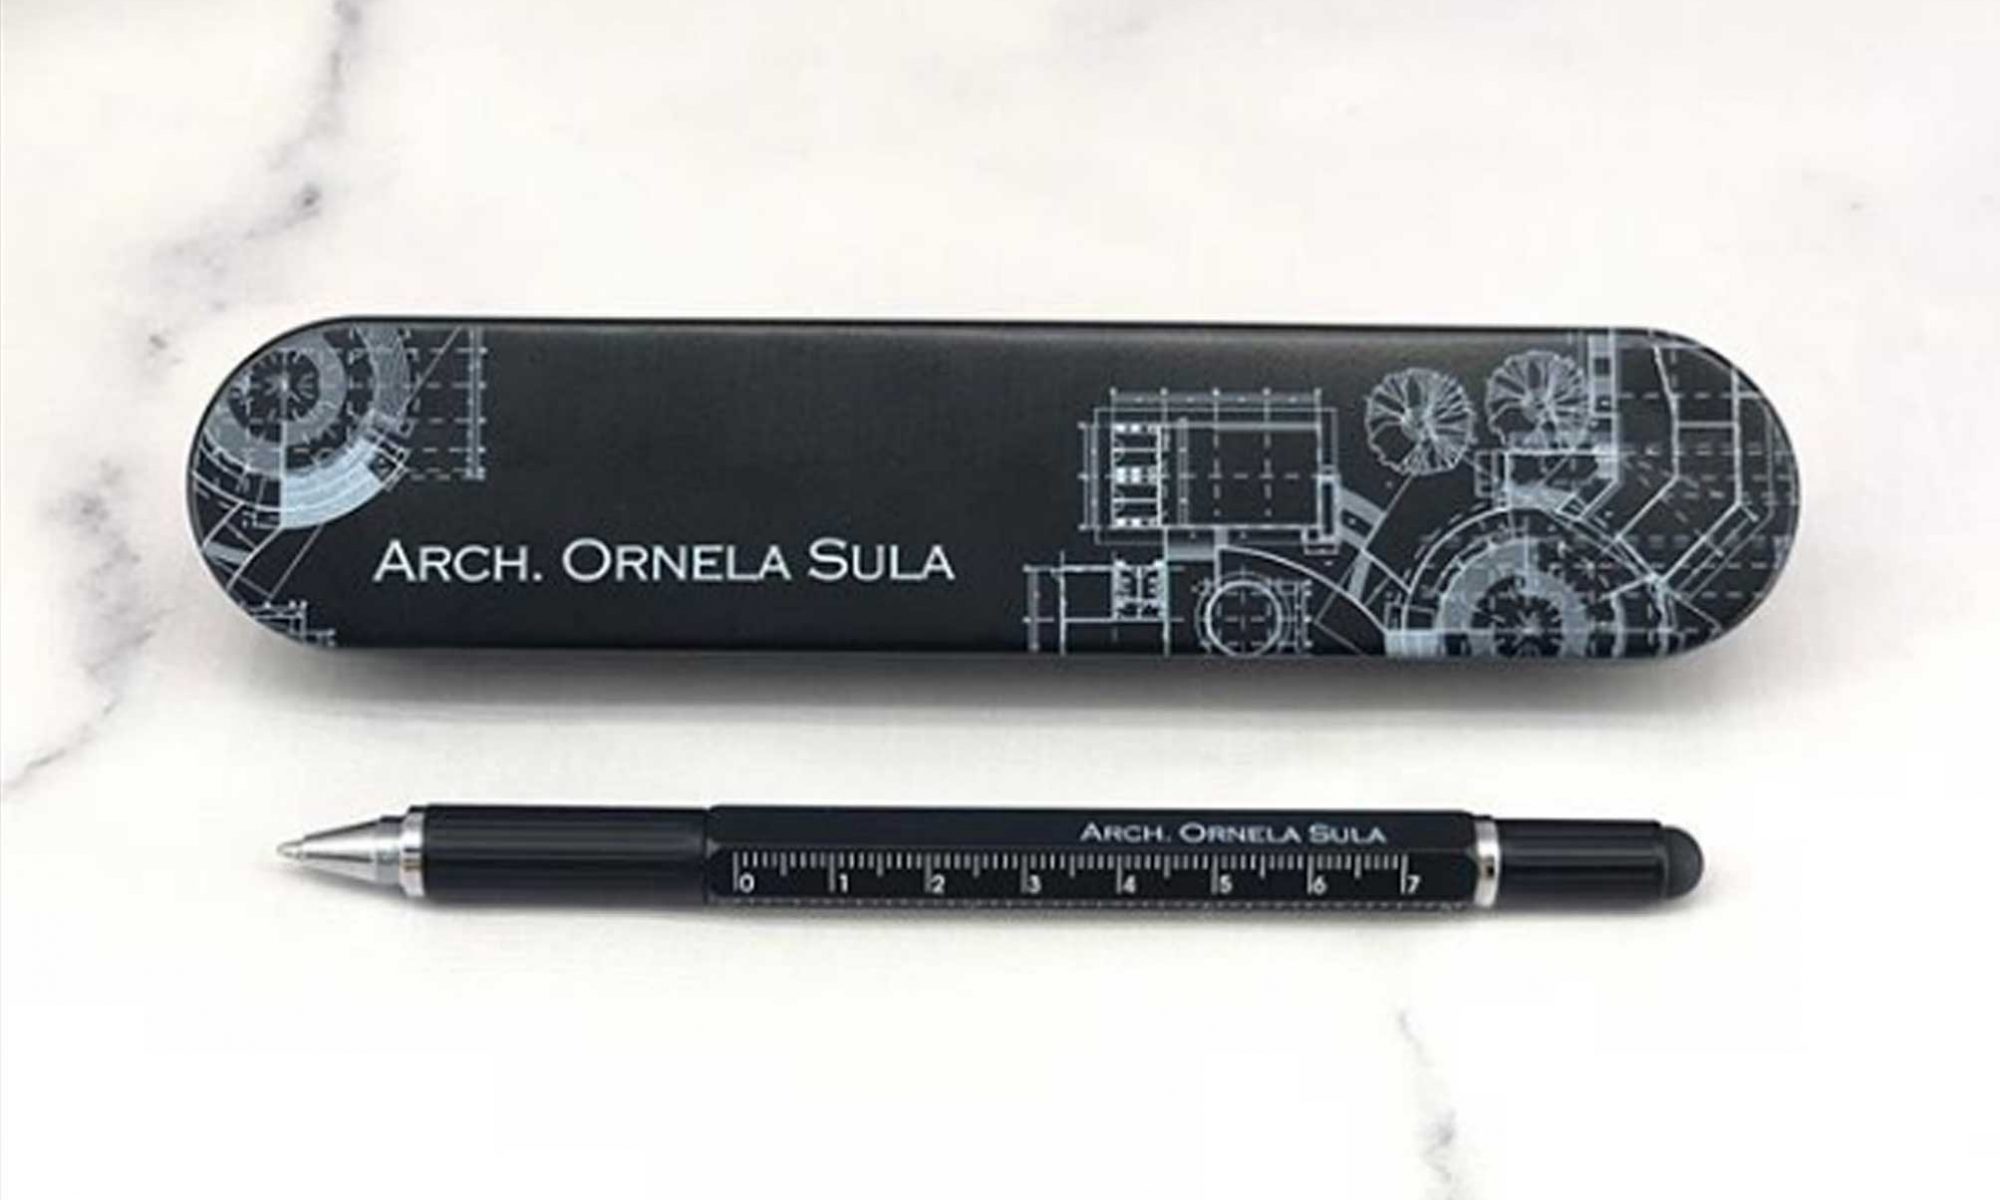 ARCH. ORNELA SULA
ARCH. ORNELA SULA
0 1 2 3 4 5 6 7